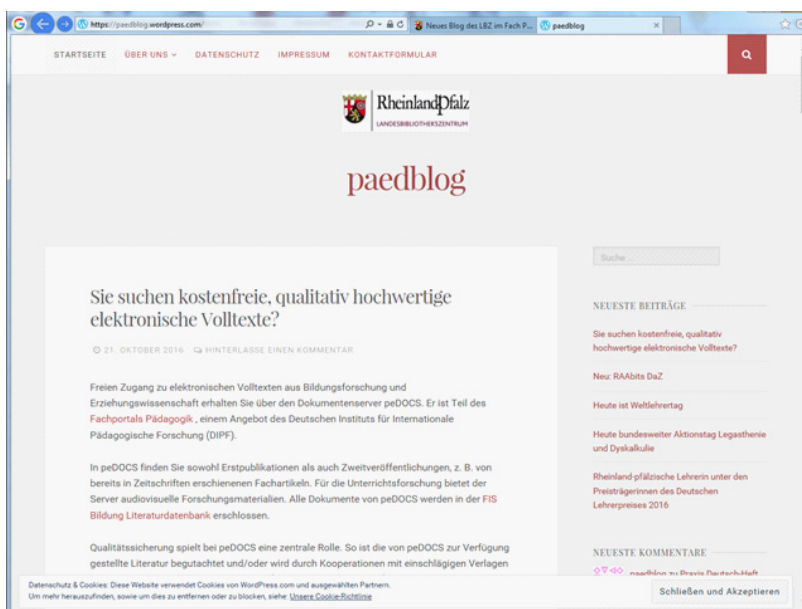 https://paedblog.wordpress.com/
Neues Blog des LBZ im Fach P...
paedblog
STARTSEITE ÜBER UNS DATENSCHUTZ IMPRESSUM KONTAKTFORMULAR
RheinlandPfalz
LANDESBIBLIOTHEKSZENTRUM
paedblog
Sie suchen kostenfreie, qualitativ hochwertige
elektronische Volltexte?
21. OKTOBER 2016 HINTERLASSE EINEN KOMMENTAR
Freien Zugang zu elektronischen Volltexten aus Bildungsforschung und
Erziehungswissenschaft erhalten Sie über den Dokumentenserver peDOCS. Er ist Teil des
Fachportals Pädagogik , einem Angebot des Deutschen Instituts für Internationale
Pädagogische Forschung (DIPF).
In peDOCS finden Sie sowohl Erstpublikationen als auch Zweitveröffentlichungen, z. B. von
bereits in Zeitschriften erschienenen Fachartikeln. Für die Unterrichtsforschung bietet der
Server audiovisuelle Forschungsmaterialien. Alle Dokumente von peDOCS werden in der FIS
Bildung Literaturdatenbank erschlossen.
Qualitätssicherung spielt bei peDOCS eine zentrale Rolle. So ist die von peDOCS zur Verfügung
gestellte Literatur begutachtet und/oder wird durch Kooperationen mit einschlägigen Verlagen
Suche ...
NEUESTE BEITRÄGE
Sie suchen kostenfreie, qualitativ
hochwertige elektronische Volltexte?
Neu: RAAbits DaZ
Heute ist Weltlehrertag
Heute bundesweiter Aktionstag Legasthenie
und Dyskalkulie
Rheinland-pfälzische Lehrerin unter den
Preisträgerinnen des Deutschen
Lehrerpreises 2016
NEUESTE KOMMENTARE
paedblog zu Praxis Deutsch-Heft
Datenschutz & Cookies: Diese Website verwendet Cookies von WordPress.com und ausgewählten Partnern.
Um mehr herauszufinden, sowie um dies zu entfernen oder zu blocken, siehe: Unsere Cookie-Richtlinie
Schließen und Akzeptieren